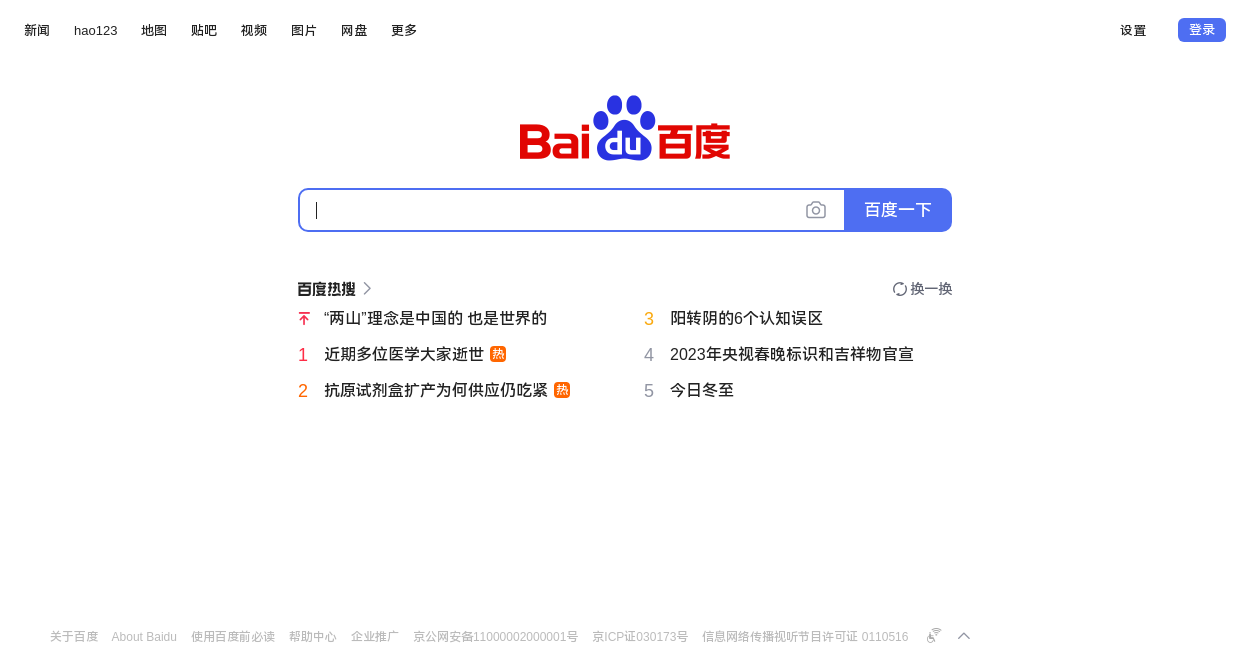 新闻 hao123 地图 贴吧 视频 图片 网盘 更多 设置 登录
Bai du 百度
百度一下
百度热搜 换一换
“两山”理念是中国的 也是世界的
1 近期多位医学大家逝世 热
2 抗原试剂盒扩产为何供应仍吃紧 热
3 阳转阴的6个认知误区
4 2023年央视春晚标识和吉祥物官宣
5 今日冬至
关于百度 About Baidu 使用百度前必读 帮助中心 企业推广 京公网安备11000002000001号 京ICP证030173号 信息网络传播视听节目许可证 0110516